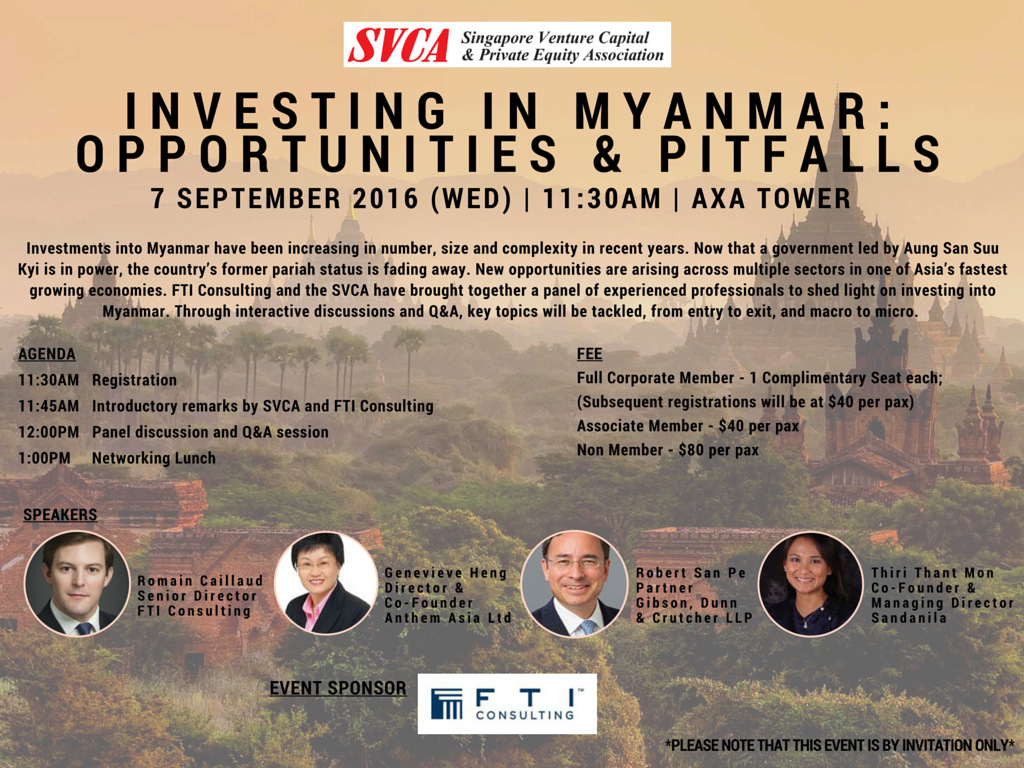 SVCA Singapore Venture Capital
& Private Equity Association
INVESTING IN MYANMAR:
OPPORTUNITIES & PITFALLS
7 SEPTEMBER 2016 (WED) | 11:30AM | AXA TOWER
Investments into Myanmar have been increasing in number, size and complexity in recent years. Now that a government led by Aung San Suu
Kyi is in power, the country's former pariah status is fading away. New opportunities are arising across multiple sectors in one of Asia's fastest
growing economies. FTI Consulting and the SVCA have brought together a panel of experienced professionals to shed light on investing into
Myanmar. Through interactive discussions and Q&A, key topics will be tackled, from entry to exit, and macro to micro.
AGENDA
11:30AM Registration
11:45AM Introductory remarks by SVCA and FTI Consulting
12:00PM Panel discussion and Q&A session
1:00PM Networking Lunch
FEE
Full Corporate Member - 1 Complimentary Seat each;
(Subsequent registrations will be at $40 per pax)
Associate Member - $40 per pax
Non Member - $80 per pax
SPEAKERS
Romain Caillaud
Senior Director
FTI Consulting
Genevieve Heng
Director &
Co-Founder
Anthem Asia Ltd
Robert San Pe
Partner
Gibson, Dunn
& Crutcher LLP
Thiri Thant Mon
Co-Founder &
Managing Director
Sandanila
EVENT SPONSOR
FTI™
CONSULTING
*PLEASE NOTE THAT THIS EVENT IS BY INVITATION ONLY*